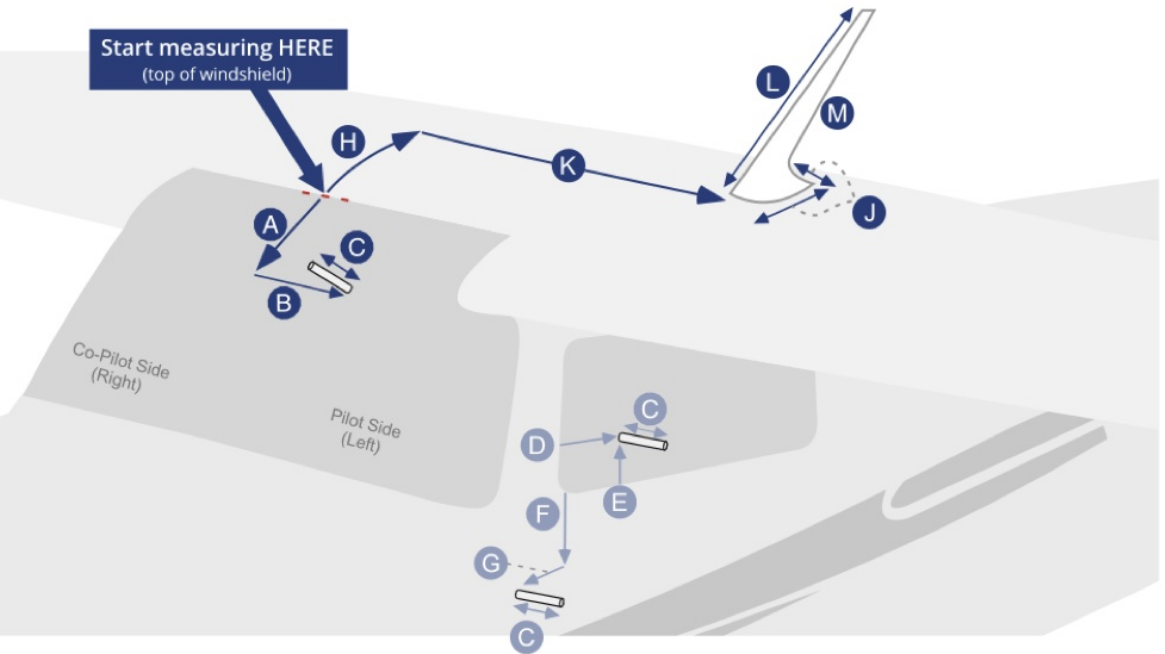 Start measuring HERE
(top of windshield)
L
M
H
K
A
J
C
B
Co-Pilot Side
(Right)
Pilot Side
(Left)
C
D
E
F
G
C